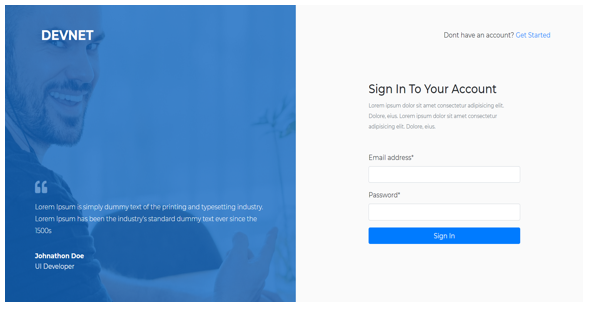 DEVNET
Dont have an account? Get Started
Sign In To Your Account
Lorem ipsum dolor sit amet consectetur adipisicing elit.
Dolore, eius. Lorem ipsum dolor sit amet consectetur
adipisicing elit. Dolore, eius.
Email address*
Password*
Sign In
“
Lorem Ipsum is simply dummy text of the printing and typesetting industry.
Lorem Ipsum has been the industry's standard dummy text ever since the
1500s
Johnathon Doe
UI Developer